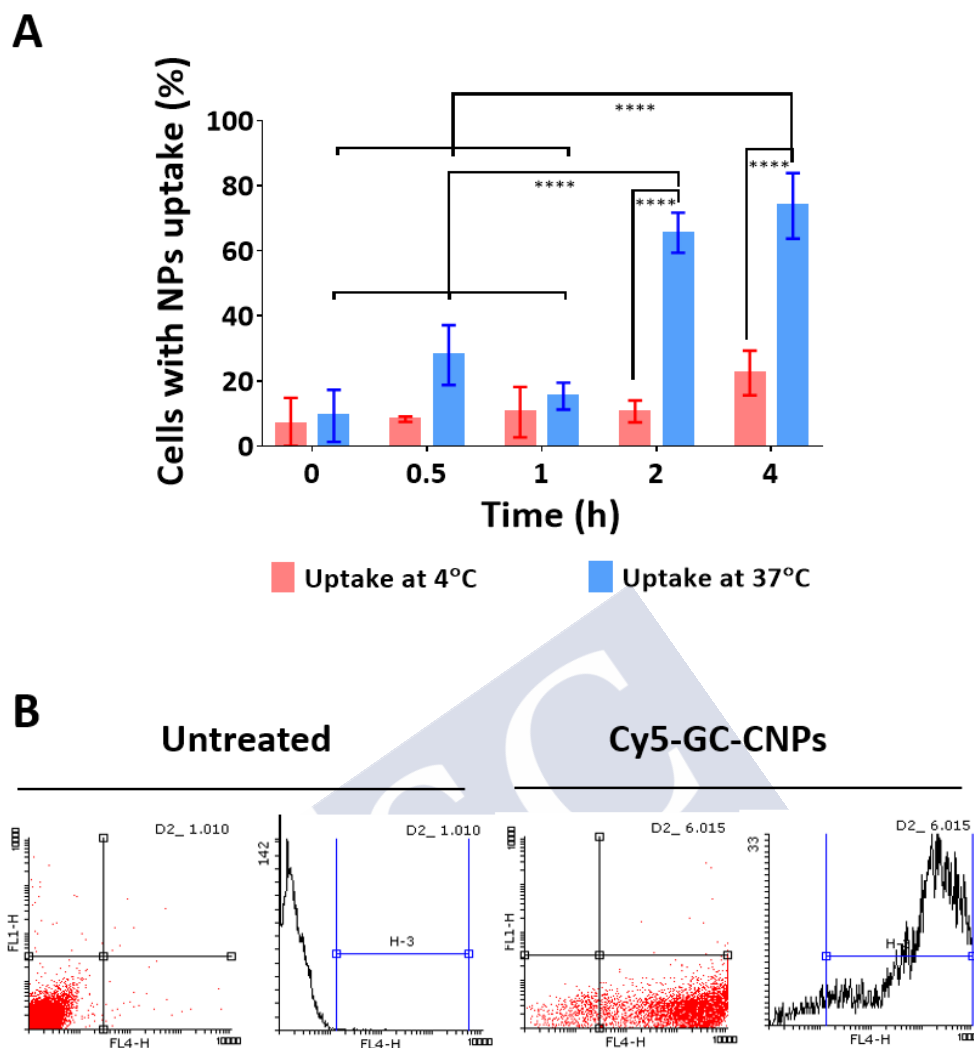 A
Cells with NPs uptake (%)
100
80
60
40
20
0
****
****
****
****
0 0.5 1 2 4
Time (h)
Uptake at 4°C
Uptake at 37°C
B
Untreated
Cy5-GC-CNPs
D2_ 1.010
FL1-H
FL4-H
10000
D2_ 1.010
142
H-3
FL4-H
10000
D2_ 6.015
FL1-H
FL4-H
10000
D2_ 6.015
33
FL4-H